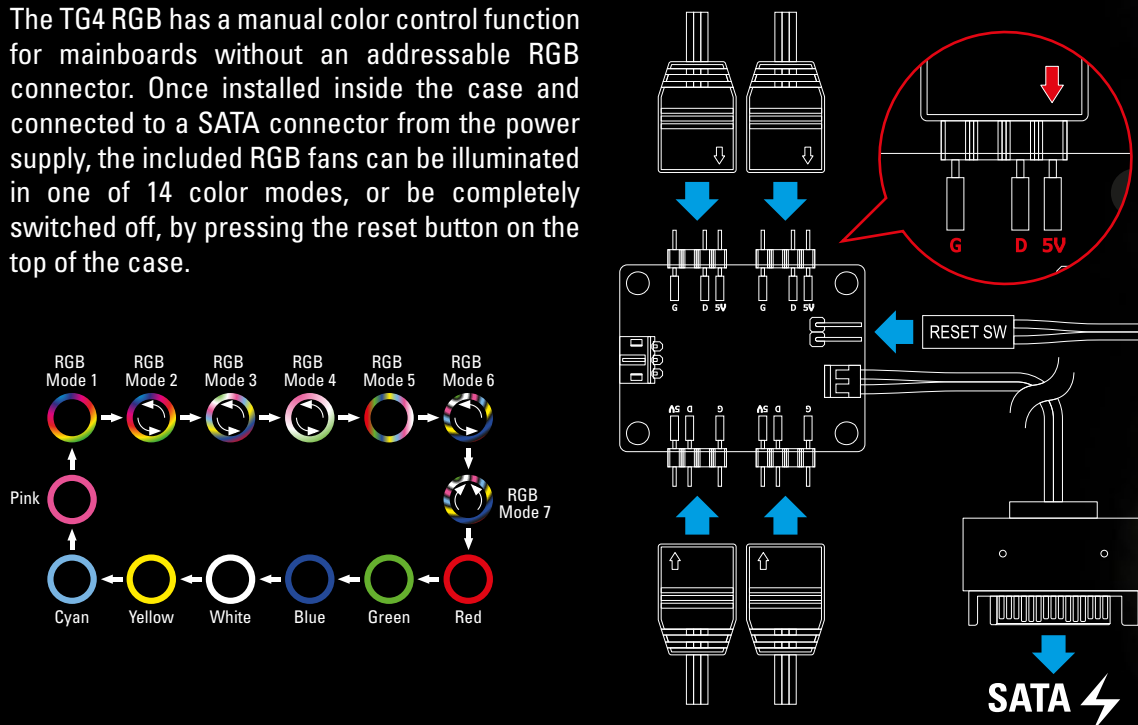 The TG4 RGB has a manual color control function
for mainboards without an addressable RGB
connector. Once installed inside the case and
connected to a SATA connector from the power
supply, the included RGB fans can be illuminated
in one of 14 color modes, or be completely
switched off, by pressing the reset button on the
top of the case.
RGB
Mode 1
RGB
Mode 2
RGB
Mode 3
RGB
Mode 4
RGB
Mode 5
RGB
Mode 6
RGB
Mode 7
Pink
Cyan
Yellow
White
Blue
Green
Red
G D 5V
G D 5V
G D 5V
RESET SW
5V D G
5V D G
SATA